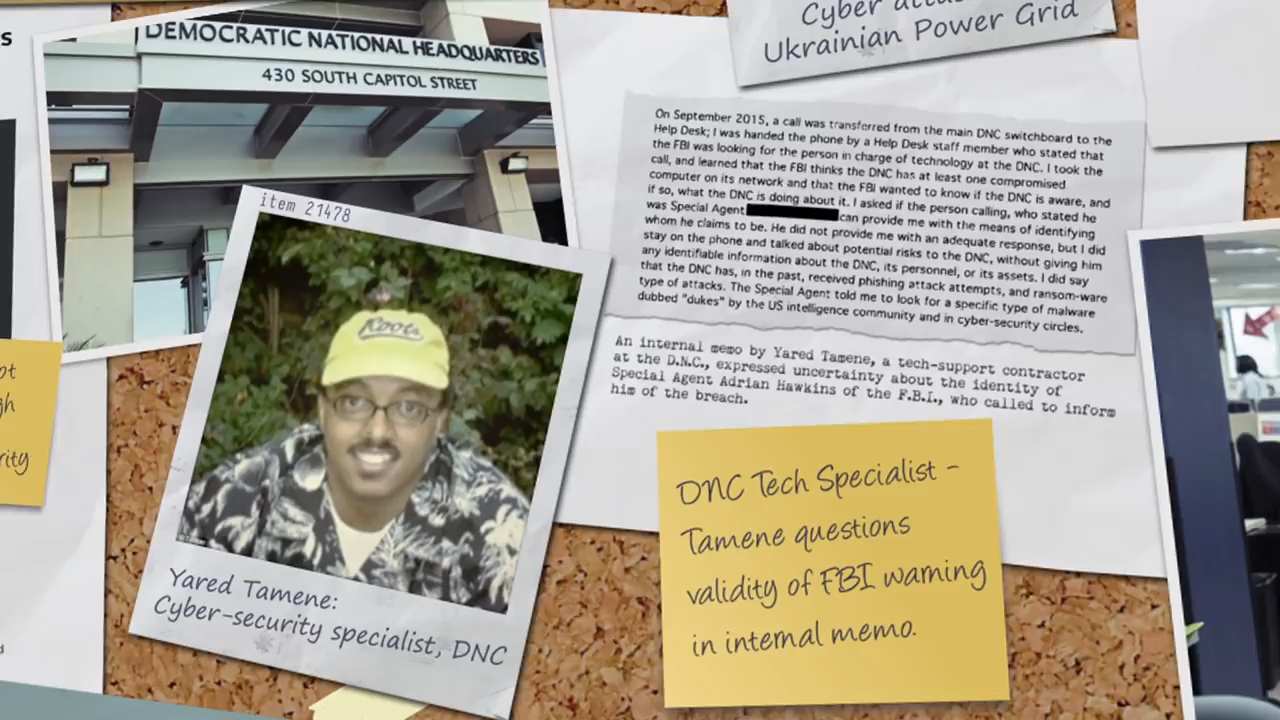 s
DEMOCRATIC NATIONAL HEADQUARTERS
430 SOUTH CAPITOL STREET
Cyber
Ukrainian Power Grid
On September 2015, a call was transferred from the main DNC switchboard to the
Help Desk; I was handed the phone by a Help Desk staff member who stated that
the FBI was looking for the person in charge of technology at the DNC. I took the
call, and learned that the FBI thinks the DNC has at least one compromised
computer on its network and that the FBI wanted to know if the DNC is aware, and
if so, what the DNC is doing about it. I asked if the person calling, who stated he
was Special Agent can provide me with the means of identifying
whom he claims to be. He did not provide me with an adequate response, but I did
stay on the phone and talked about potential risks to the DNC, without giving him
any identifiable information about the DNC, its personnel, or its assets. I did say
that the DNC has, in the past, received phishing attack attempts, and ransom-ware
type of attacks. The Special Agent told me to look for a specific type of malware
dubbed "dukes" by the US intelligence community and in cyber-security circles.
An internal memo by Yared Tamene, a tech-support contractor
at the D.N.C., expressed uncertainty about the identity of
Special Agent Adrian Hawkins of the F.B.I., who called to inform
him of the breach.
item 21478
Roots
Yared Tamene:
Cyber-security specialist, DNC
DNC Tech Specialist -
Tamene questions
validity of FBI warning
in internal memo.